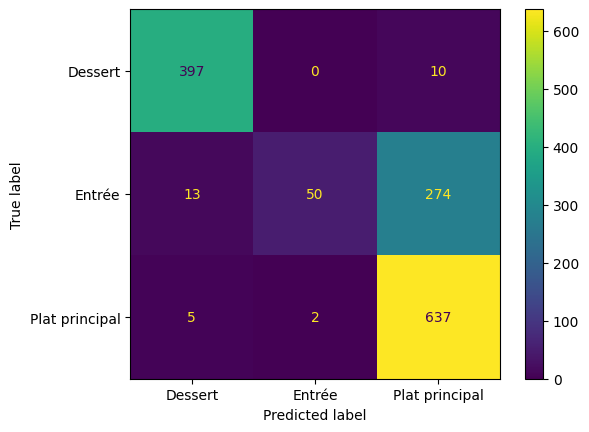 Dessert 397 0 10
Entrée 13 50 274
Plat principal 5 2 637
Dessert Entrée Plat principal
Predicted label
True label
600
500
400
300
200
100
0